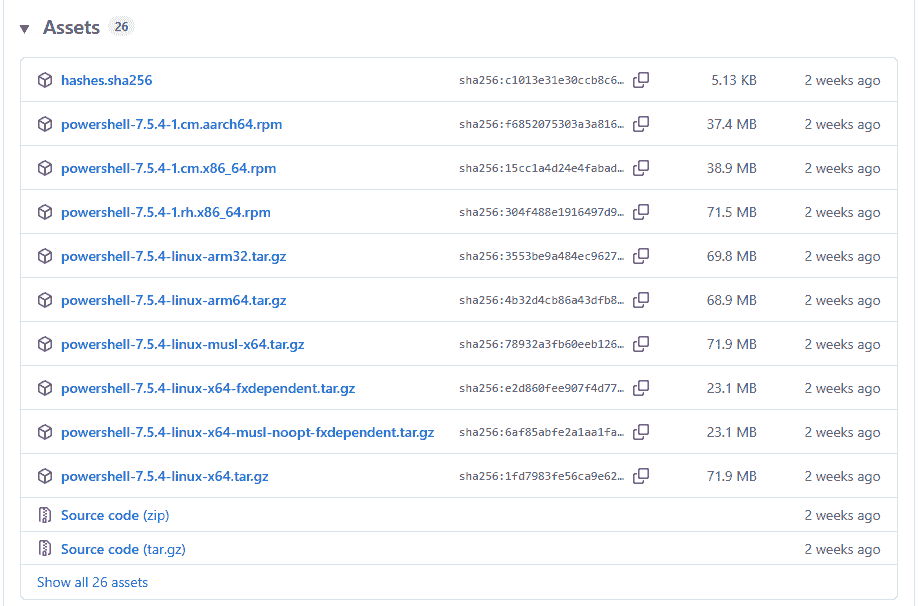 Assets 26
hashes.sha256 sha256:c1013e31e30ccb8c6… 5.13 KB 2 weeks ago
powershell-7.5.4-1.cm.aarch64.rpm sha256:f6852075303a3a816… 37.4 MB 2 weeks ago
powershell-7.5.4-1.cm.x86_64.rpm sha256:15cc1a4d24e4fabad… 38.9 MB 2 weeks ago
powershell-7.5.4-1.rh.x86_64.rpm sha256:304f488e1916497d9… 71.5 MB 2 weeks ago
powershell-7.5.4-linux-arm32.tar.gz sha256:3553be9a484ec9627… 69.8 MB 2 weeks ago
powershell-7.5.4-linux-arm64.tar.gz sha256:4b32d4cb86a43dfb8… 68.9 MB 2 weeks ago
powershell-7.5.4-linux-musl-x64.tar.gz sha256:78932a3fb60eeb126… 71.9 MB 2 weeks ago
powershell-7.5.4-linux-x64-fxdependent.tar.gz sha256:e2d860fee907f4d77… 23.1 MB 2 weeks ago
powershell-7.5.4-linux-x64-musl-noopt-fxdependent.tar.gz sha256:6af85abfe2a1aa1fa… 23.1 MB 2 weeks ago
powershell-7.5.4-linux-x64.tar.gz sha256:1fd7983fe56ca9e62… 71.9 MB 2 weeks ago
Source code (zip) 2 weeks ago
Source code (tar.gz) 2 weeks ago
Show all 26 assets